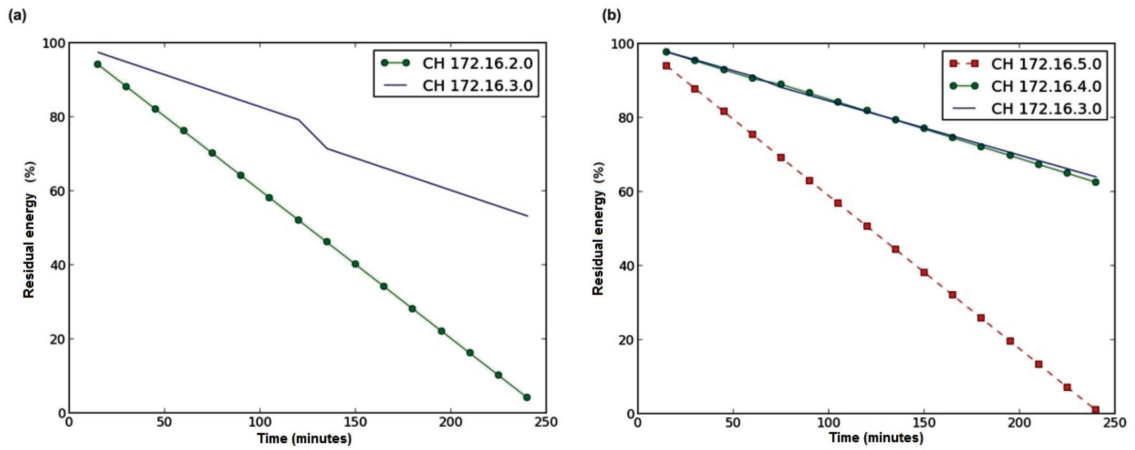 (a)
100
80
60
40
20
0
Residual energy (%)
0 50 100 150 200 250
Time (minutes)
CH 172.16.2.0
CH 172.16.3.0
(b)
100
80
60
40
20
0
Residual energy (%)
0 50 100 150 200 250
Time (minutes)
CH 172.16.5.0
CH 172.16.4.0
CH 172.16.3.0